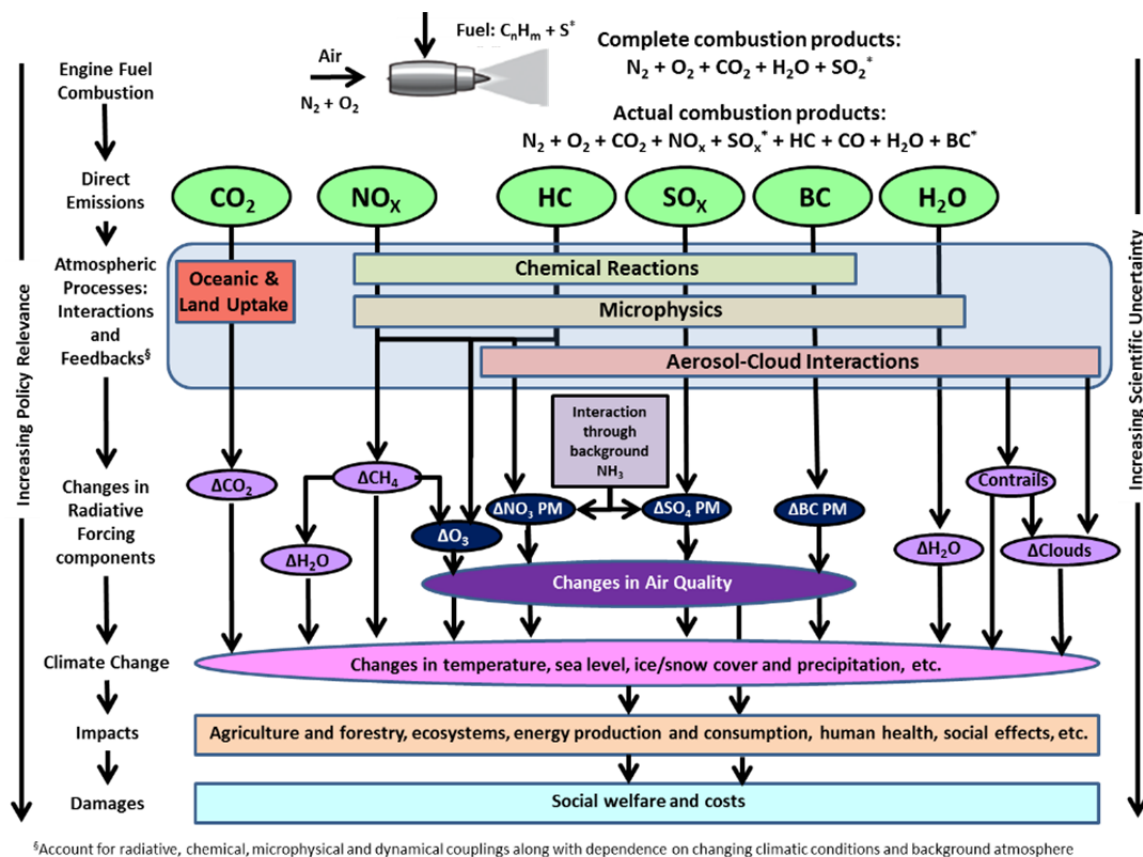 Fuel: CₙHₘ + S*
Air
N₂ + O₂
Complete combustion products:
N₂ + O₂ + CO₂ + H₂O + SO₂*
Actual combustion products:
N₂ + O₂ + CO₂ + NOₓ + SOₓ* + HC + CO + H₂O + BC*
Increasing Policy Relevance
Engine Fuel
Combustion
Direct
Emissions
Atmospheric
Processes:
Interactions
and
Feedbacks§
Changes in
Radiative
Forcing
components
Climate Change
Impacts
Damages
CO₂
NOₓ
HC
SOₓ
BC
H₂O
Oceanic &
Land Uptake
Chemical Reactions
Microphysics
Aerosol-Cloud Interactions
Interaction
through
background
NH₃
ΔCO₂
ΔCH₄
ΔH₂O
ΔO₃
ΔNO₃ PM
ΔSO₄ PM
ΔBC PM
ΔH₂O
Contrails
ΔClouds
Changes in Air Quality
Changes in temperature, sea level, ice/snow cover and precipitation, etc.
Agriculture and forestry, ecosystems, energy production and consumption, human health, social effects, etc.
Social welfare and costs
Increasing Scientific Uncertainty
§Account for radiative, chemical, microphysical and dynamical couplings along with dependence on changing climatic conditions and background atmosphere